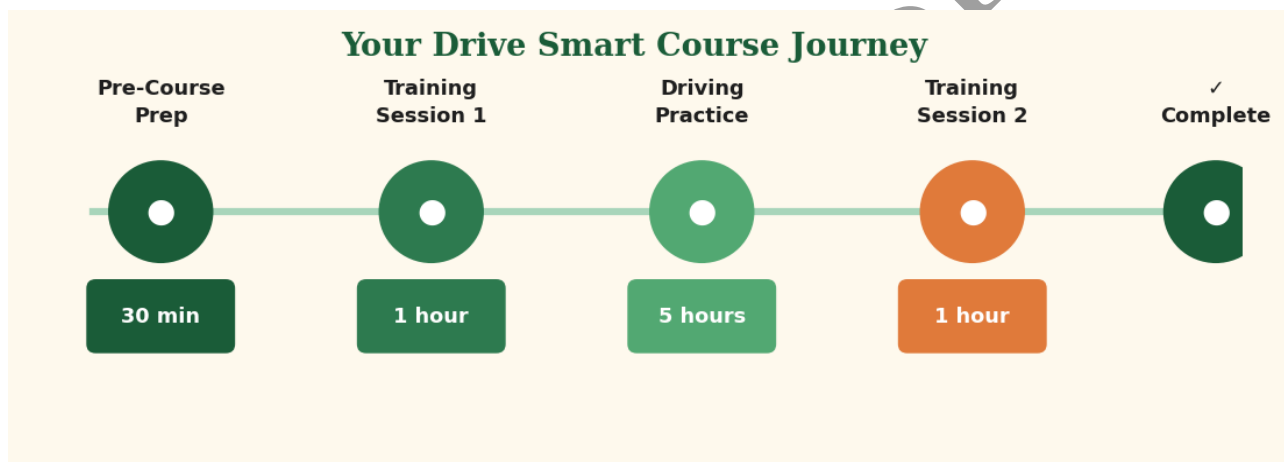 Your Drive Smart Course Journey
Pre-Course
Prep
Training
Session 1
Driving
Practice
Training
Session 2
✓
Complete
30 min
1 hour
5 hours
1 hour